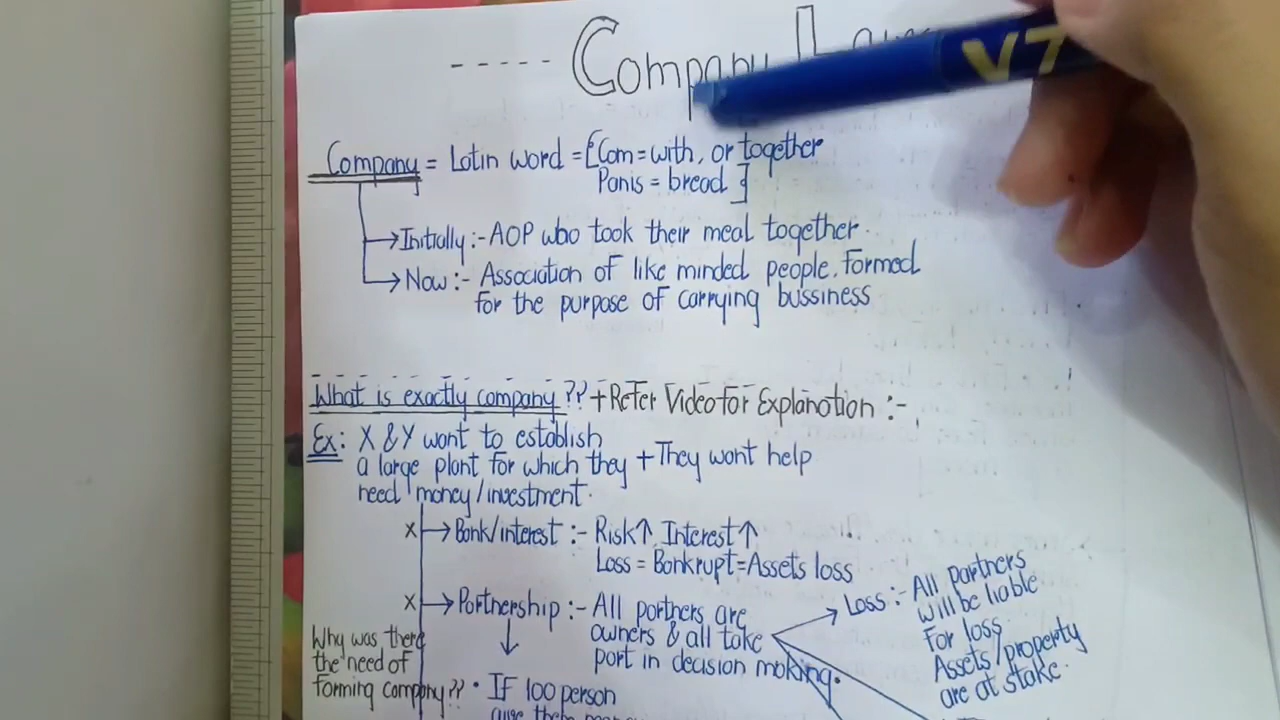 Company Law
V7
Company = Latin word = [Com = with, or together
Panis = bread]
Initially :- AOP who took their meal together.
Now :- Association of like minded people. Formed
for the purpose of carrying bussiness
What is exactly company ?? + Refer Video for Explanation :-
Ex: X & Y want to establish
a large plant for which they + They wont help
need money/investment.
x Bank/interest :- Risk↑ Interest↑
Loss = Bankrupt = Assets loss
x Partnership :- All partners are
owners & all take
part in decision making.
Loss :- All partners
will be liable
For loss.
Assets/property
are at stake.
Why was there
the need of
forming company??
• IF 100 person